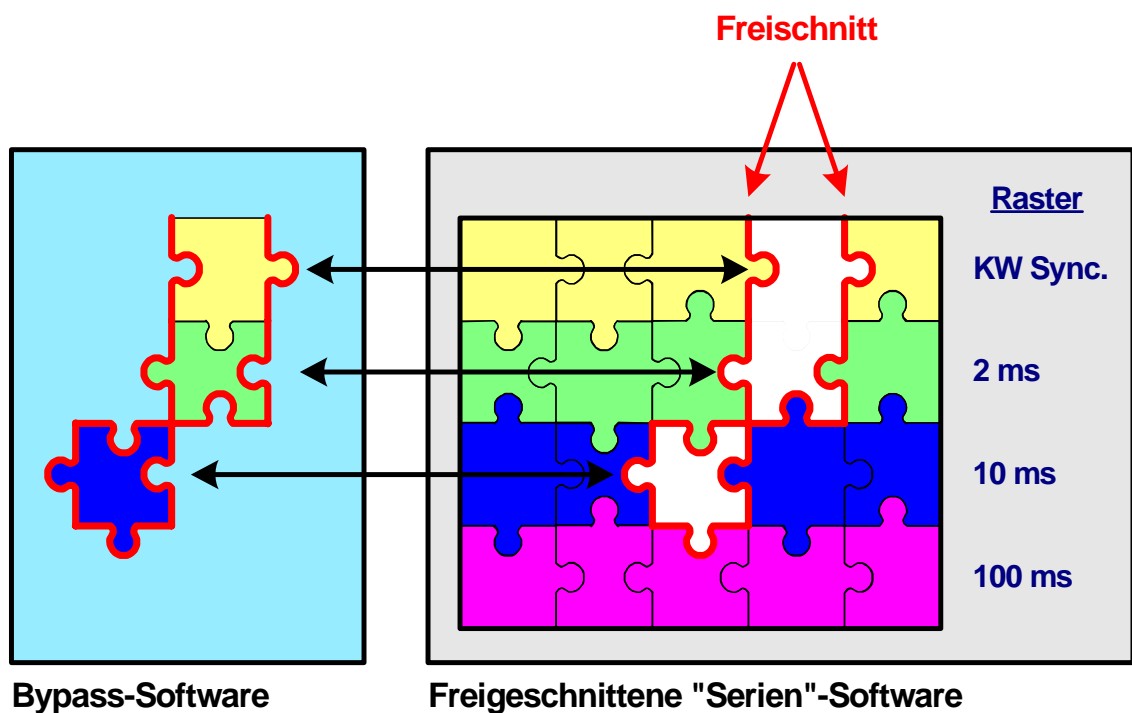 Freischnitt
Raster
KW Sync.
2 ms
10 ms
100 ms
Bypass-Software
Freigeschnittene "Serien"-Software